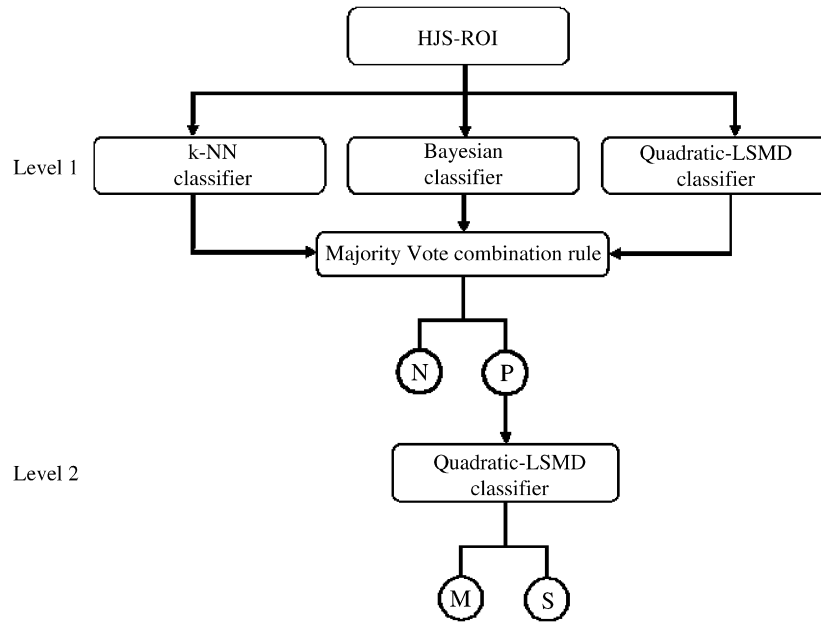 HJS-ROI
Level 1
k-NN
classifier
Bayesian
classifier
Quadratic-LSMD
classifier
Majority Vote combination rule
N
P
Level 2
Quadratic-LSMD
classifier
M
S